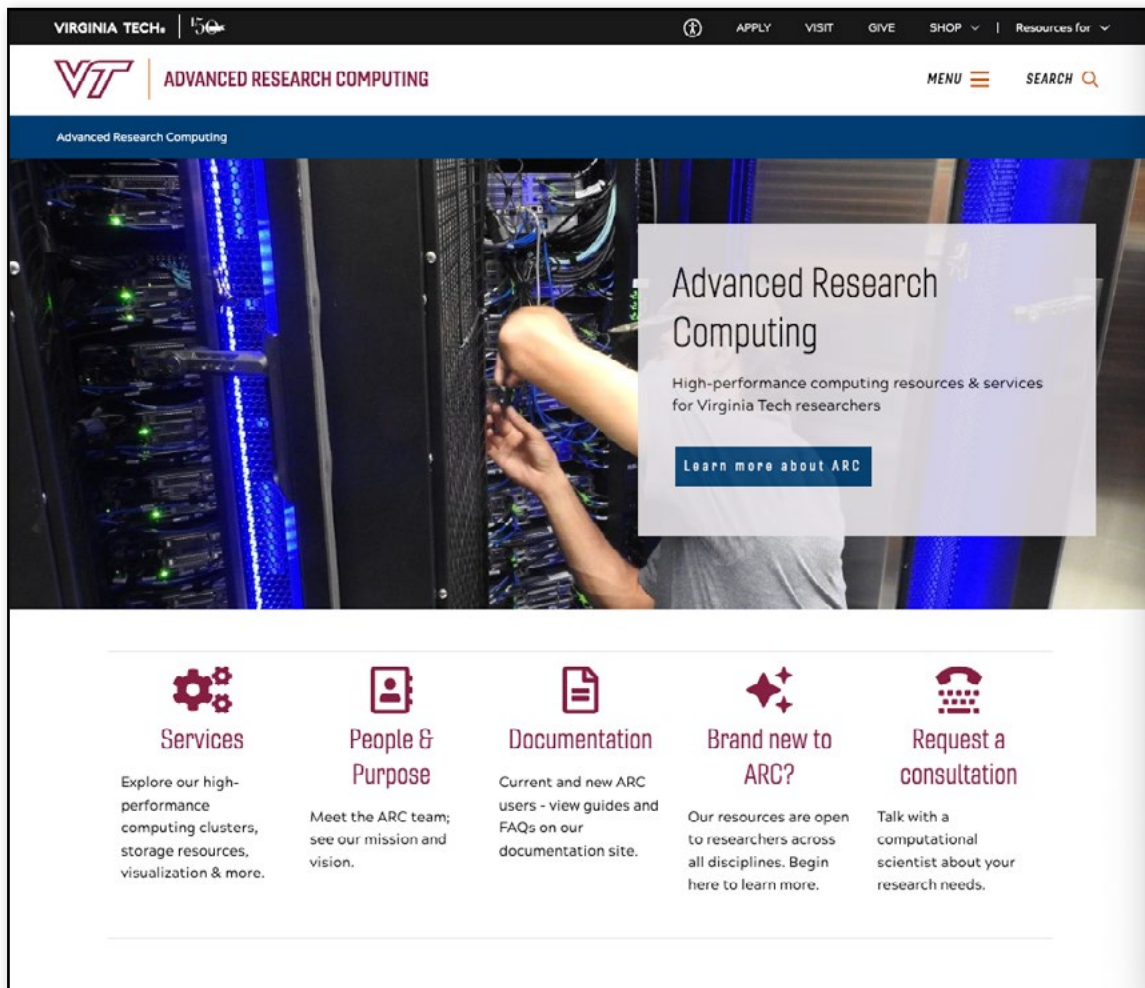 VIRGINIA TECH. 150
APPLY VISIT GIVE SHOP | Resources for
VT ADVANCED RESEARCH COMPUTING
MENU SEARCH
Advanced Research Computing
Advanced Research
Computing
High-performance computing resources & services
for Virginia Tech researchers
Learn more about ARC
Services
Explore our high-
performance
computing clusters,
storage resources,
visualization & more.
People &
Purpose
Meet the ARC team;
see our mission and
vision.
Documentation
Current and new ARC
users - view guides and
FAQs on our
documentation site.
Brand new to
ARC?
Our resources are open
to researchers across
all disciplines. Begin
here to learn more.
Request a
consultation
Talk with a
computational
scientist about your
research needs.